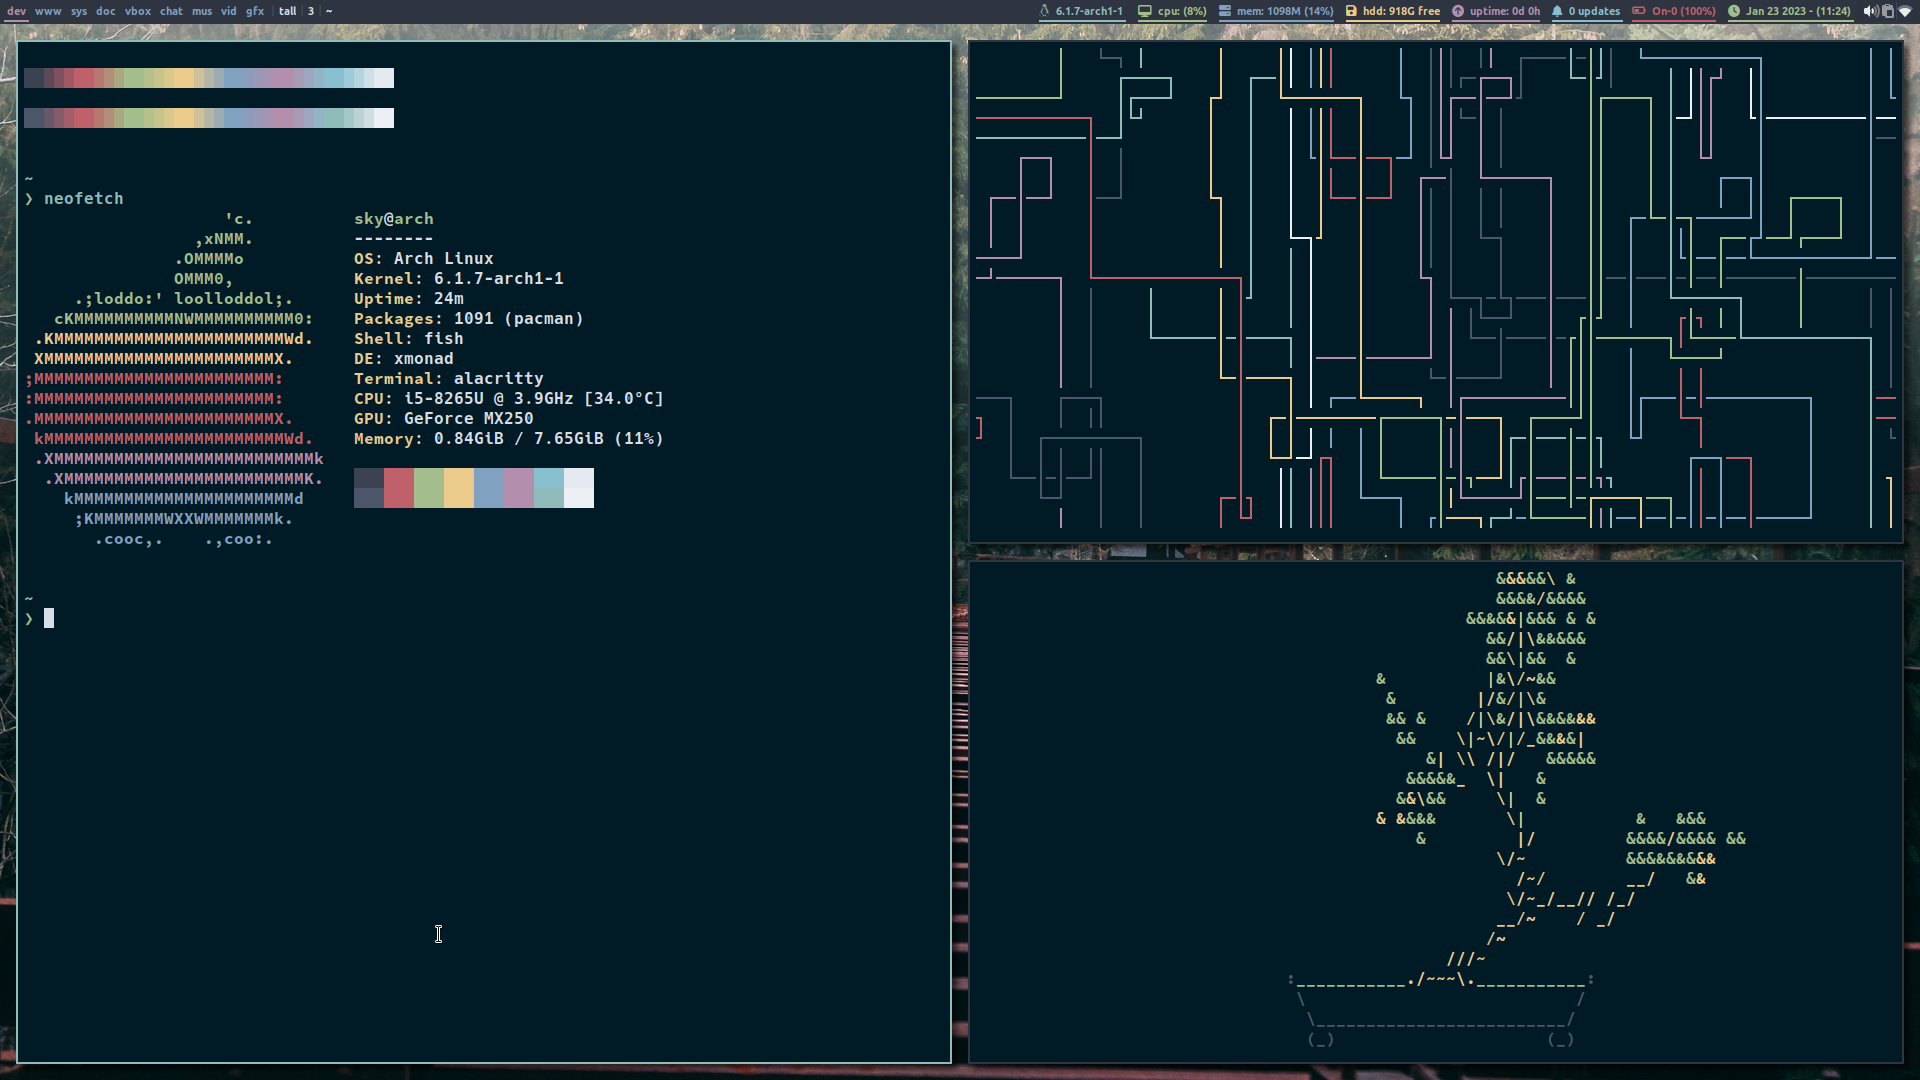 dev www sys doc vbox chat mus vid gfx | tall | 3 | ~
6.1.7-arch1-1 cpu: (8%) mem: 1098M (14%) hdd: 918G free uptime: 0d 0h 0 updates On-0 (100%) Jan 23 2023 - (11:24)
~
❯ neofetch
'c. sky@arch
,xNMM. --------
.OMMMMo OS: Arch Linux
OMMM0, Kernel: 6.1.7-arch1-1
.;loddo:' loolloddol;. Uptime: 24m
cKMMMMMMMMMMNWMMMMMMMMMM0: Packages: 1091 (pacman)
.KMMMMMMMMMMMMMMMMMMMMMMMWd. Shell: fish
XMMMMMMMMMMMMMMMMMMMMMMMX. DE: xmonad
;MMMMMMMMMMMMMMMMMMMMMMMM: Terminal: alacritty
:MMMMMMMMMMMMMMMMMMMMMMMM: CPU: i5-8265U @ 3.9GHz [34.0°C]
.MMMMMMMMMMMMMMMMMMMMMMMMX. GPU: GeForce MX250
kMMMMMMMMMMMMMMMMMMMMMMMMWd. Memory: 0.84GiB / 7.65GiB (11%)
.XMMMMMMMMMMMMMMMMMMMMMMMMMMk
.XMMMMMMMMMMMMMMMMMMMMMMMMK.
kMMMMMMMMMMMMMMMMMMMMMMd
;KMMMMMMMWXXWMMMMMMMk.
.cooc,. .,coo:.
~
❯
&&&&&\ &
&&&&/&&&&
&&&&&|&&& & &
&&/|\&&&&&
&&\|&& &
& |&\/~&&
& |/&/|\&
&& & /|\&/|\&&&&&&
&& \|~\/|/_&&&&|
&| \\ /|/ &&&&&
&&&&&_ \| &
&&\&& \| &
& &&&& \| & &&&
& |/ &&&&/&&&& &&
\/~ &&&&&&&&&
/~/ __/ &&
\/~_/__// /_/
__/~ / _/
/~
///~
:___________./~~~\.___________:
\ /
\_________________________/
(_) (_)